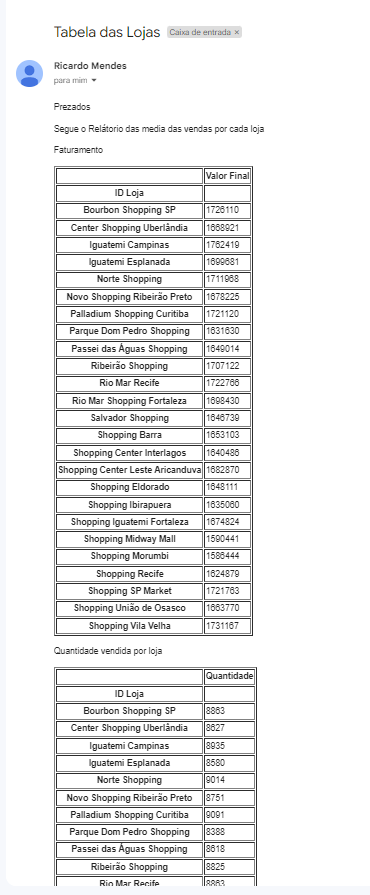 Tabela das Lojas Caixa de entrada ×
Ricardo Mendes
para mim
Prezados
Segue o Relátorio das media das vendas por cada loja
Faturamento
Valor Final
ID Loja
Bourbon Shopping SP 1726110
Center Shopping Uberlândia 1668921
Iguatemi Campinas 1762419
Iguatemi Esplanada 1699681
Norte Shopping 1711968
Novo Shopping Ribeirão Preto 1678225
Palladium Shopping Curitiba 1721120
Parque Dom Pedro Shopping 1631630
Passei das Águas Shopping 1649014
Ribeirão Shopping 1707122
Rio Mar Recife 1722766
Rio Mar Shopping Fortaleza 1698430
Salvador Shopping 1646739
Shopping Barra 1653103
Shopping Center Interlagos 1640486
Shopping Center Leste Aricanduva 1682870
Shopping Eldorado 1648111
Shopping Ibirapuera 1635060
Shopping Iguatemi Fortaleza 1674824
Shopping Midway Mall 1590441
Shopping Morumbi 1586444
Shopping Recife 1624879
Shopping SP Market 1721763
Shopping União de Osasco 1663770
Shopping Vila Velha 1731167
Quantidade vendida por loja
Quantidade
ID Loja
Bourbon Shopping SP 8863
Center Shopping Uberlândia 8627
Iguatemi Campinas 8935
Iguatemi Esplanada 8580
Norte Shopping 9014
Novo Shopping Ribeirão Preto 8751
Palladium Shopping Curitiba 9091
Parque Dom Pedro Shopping 8388
Passei das Águas Shopping 8618
Ribeirão Shopping 8825
Rio Mar Recife 8863